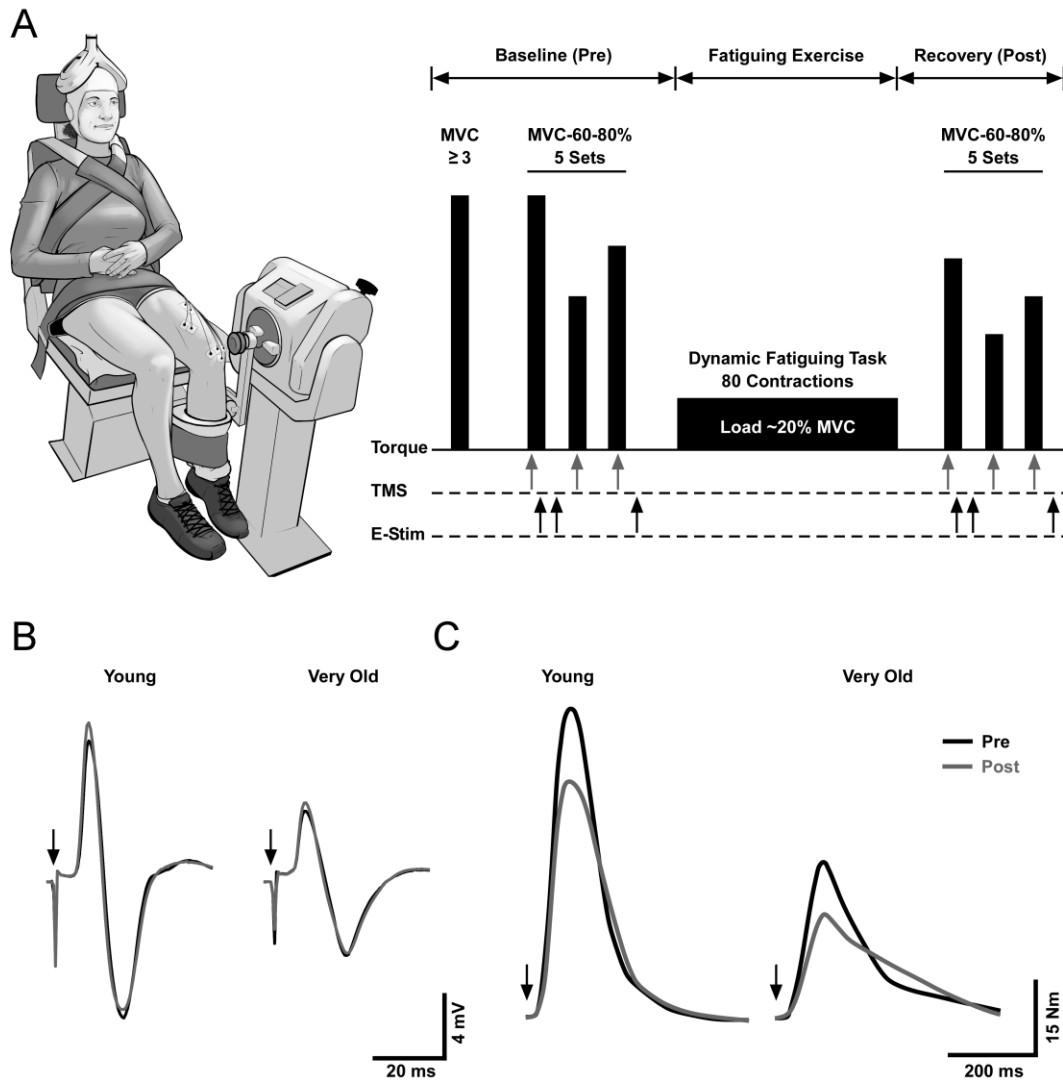 A
Baseline (Pre)
Fatiguing Exercise
Recovery (Post)
MVC
≥ 3
MVC-60-80%
5 Sets
MVC-60-80%
5 Sets
Dynamic Fatiguing Task
80 Contractions
Load ~20% MVC
Torque
TMS
E-Stim
B
Young
Very Old
4 mV
20 ms
C
Young
Very Old
Pre
Post
15 Nm
200 ms